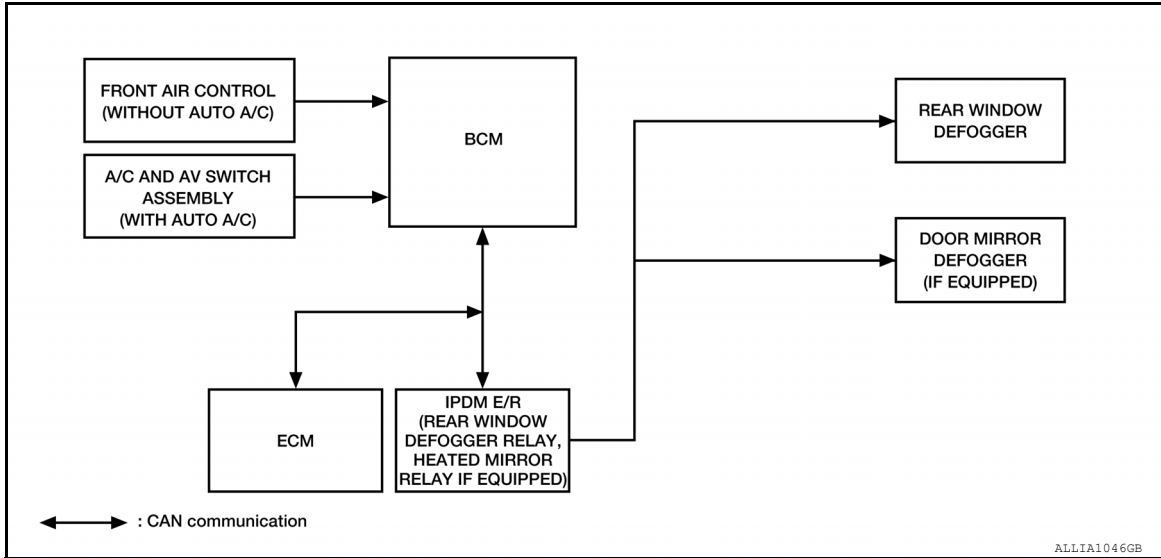 FRONT AIR CONTROL
(WITHOUT AUTO A/C)
A/C AND AV SWITCH
ASSEMBLY
(WITH AUTO A/C)
BCM
REAR WINDOW
DEFOGGER
DOOR MIRROR
DEFOGGER
(IF EQUIPPED)
ECM
IPDM E/R
(REAR WINDOW
DEFOGGER RELAY,
HEATED MIRROR
RELAY IF EQUIPPED)
: CAN communication
ALLIA1046GB